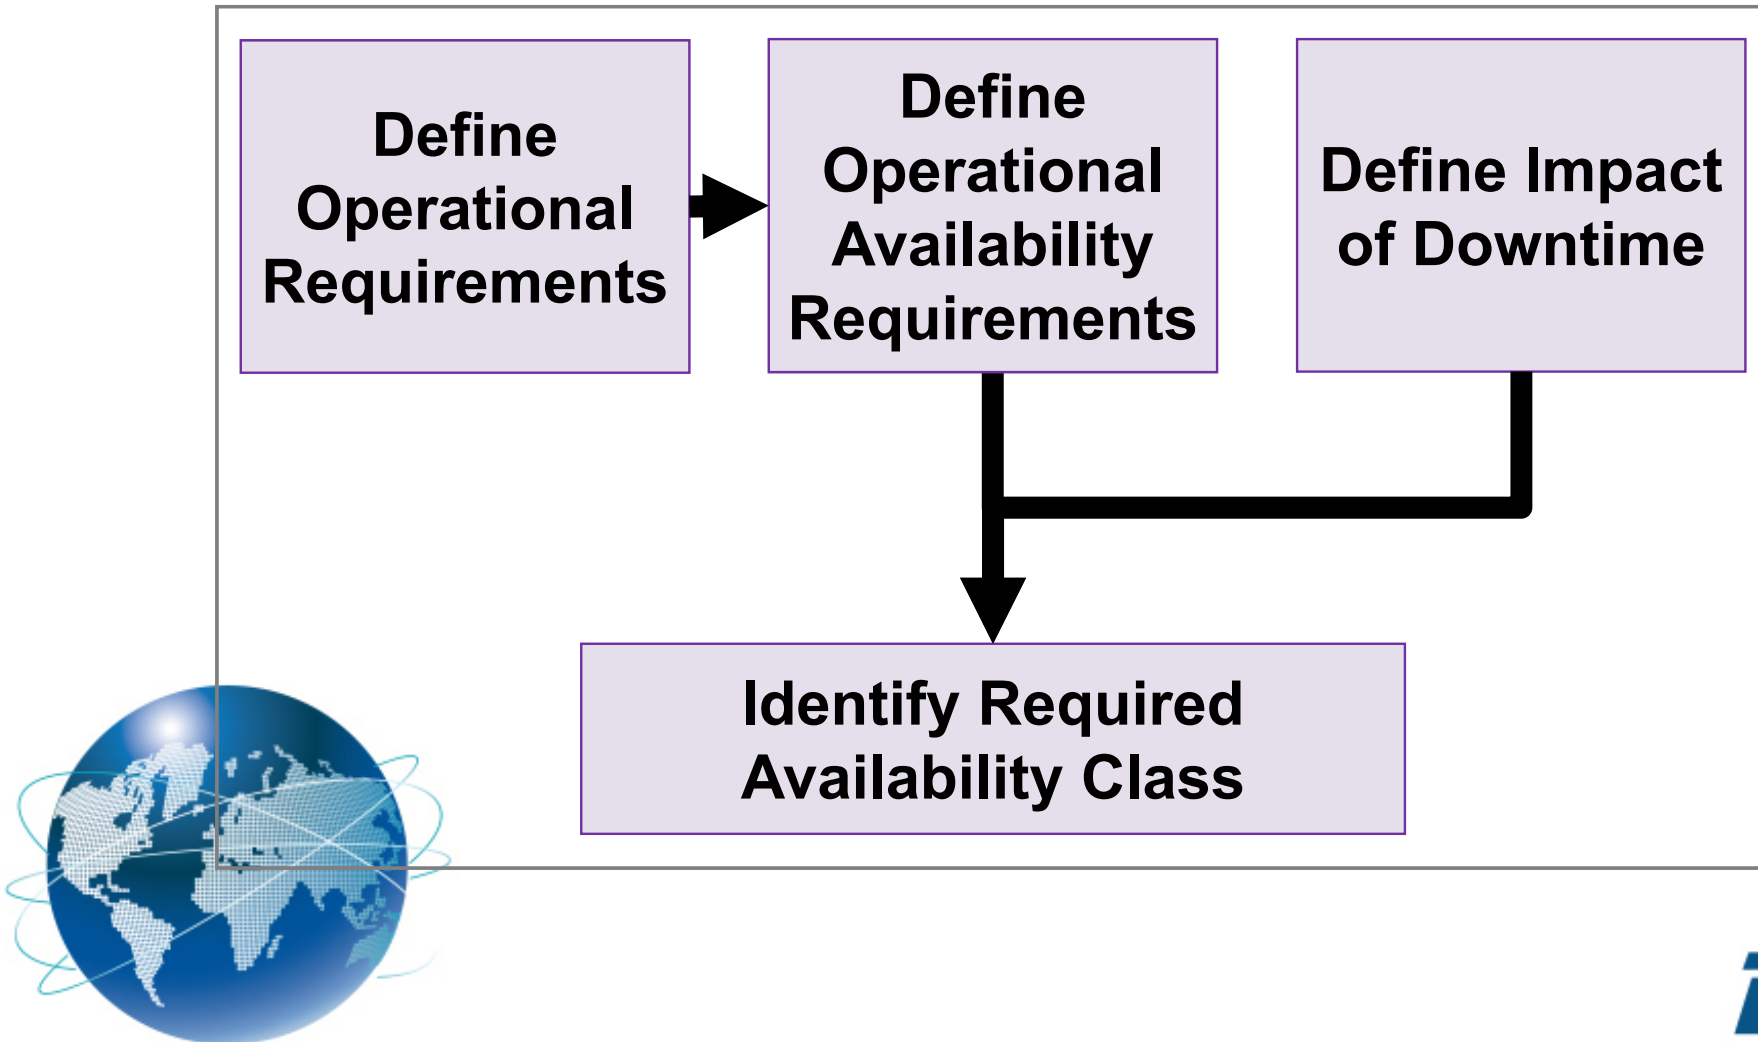 Define
Operational
Requirements
Define
Operational
Availability
Requirements
Define Impact
of Downtime
Identify Required
Availability Class